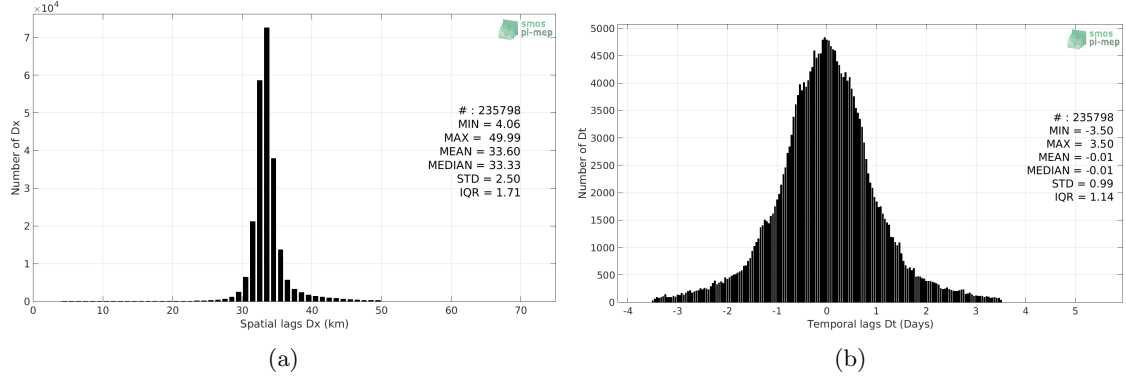 ×10⁴
7
6
5
4
3
2
1
0
Number of Dx
0 10 20 30 40 50 60 70
Spatial lags Dx (km)
smos
pi-mep
# : 235798
MIN = 4.06
MAX = 49.99
MEAN = 33.60
MEDIAN = 33.33
STD = 2.50
IQR = 1.71
(a)
5000
4500
4000
3500
3000
2500
2000
1500
1000
500
0
Number of Dt
-4 -3 -2 -1 0 1 2 3 4 5
Temporal lags Dt (Days)
smos
pi-mep
# : 235798
MIN = -3.50
MAX = 3.50
MEAN = -0.01
MEDIAN = -0.01
STD = 0.99
IQR = 1.14
(b)